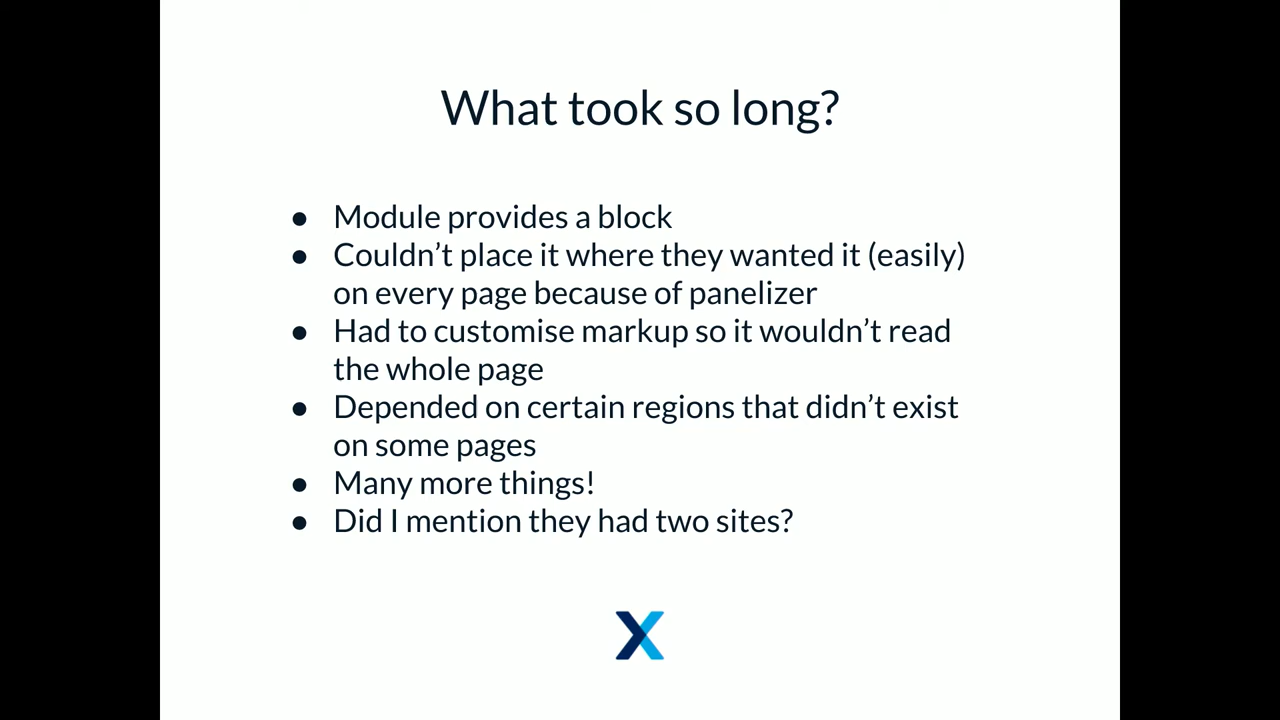 What took so long?
● Module provides a block
● Couldn’t place it where they wanted it (easily)
on every page because of panelizer
● Had to customise markup so it wouldn’t read
the whole page
● Depended on certain regions that didn’t exist
on some pages
● Many more things!
● Did I mention they had two sites?